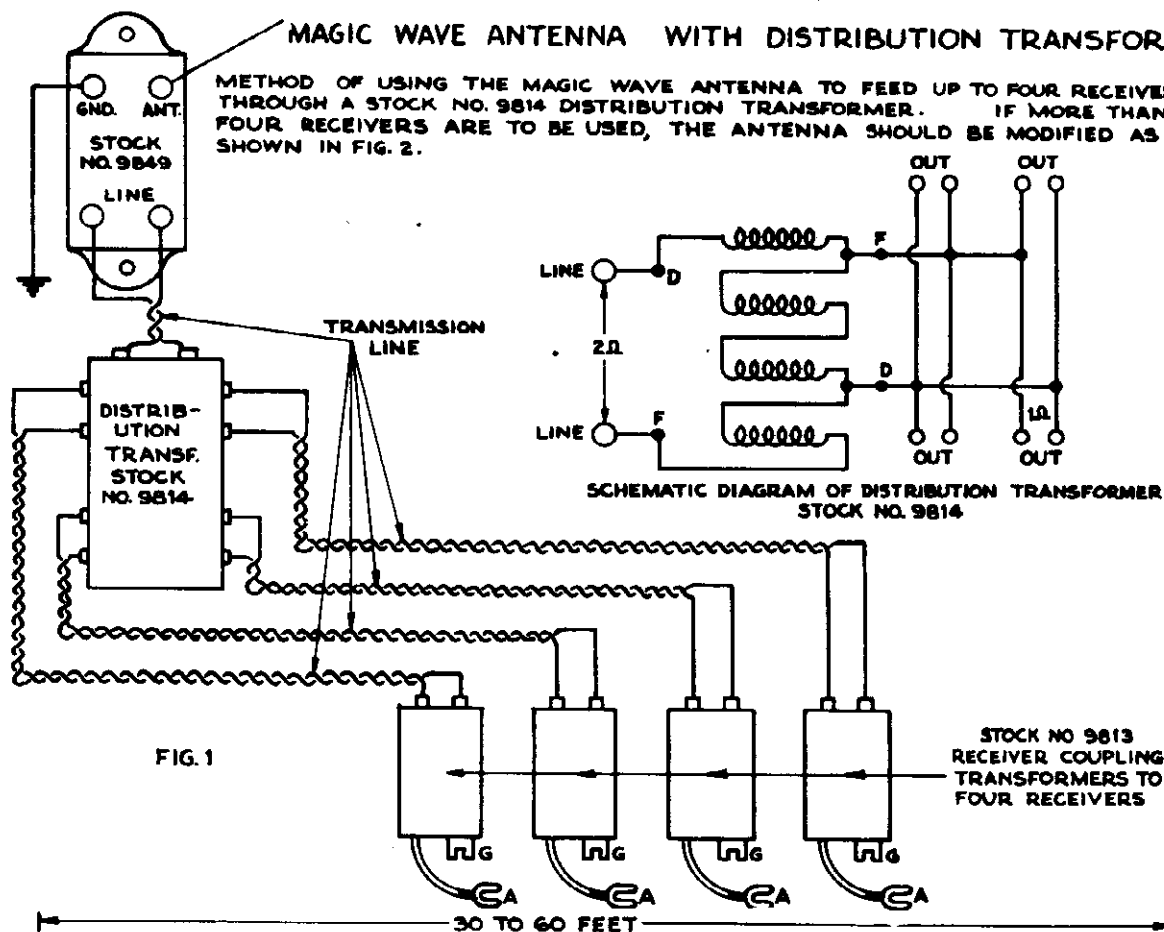 MAGIC WAVE ANTENNA WITH DISTRIBUTION TRANSFOR
METHOD OF USING THE MAGIC WAVE ANTENNA TO FEED UP TO FOUR RECEIVE
THROUGH A STOCK NO. 9814 DISTRIBUTION TRANSFORMER. IF MORE THAN
FOUR RECEIVERS ARE TO BE USED, THE ANTENNA SHOULD BE MODIFIED AS
SHOWN IN FIG. 2.
GND. ANT.
STOCK
NO. 9849
LINE
OUT OUT
F
LINE
D
2Ω
D
F
LINE
1Ω
OUT OUT
SCHEMATIC DIAGRAM OF DISTRIBUTION TRANSFORMER
STOCK NO. 9814
TRANSMISSION
LINE
DISTRIB-
UTION
TRANSF.
STOCK
NO. 9814
FIG. 1
STOCK NO 9813
RECEIVER COUPLING
TRANSFORMERS TO
FOUR RECEIVERS
G G G G
A A A A
30 TO 60 FEET